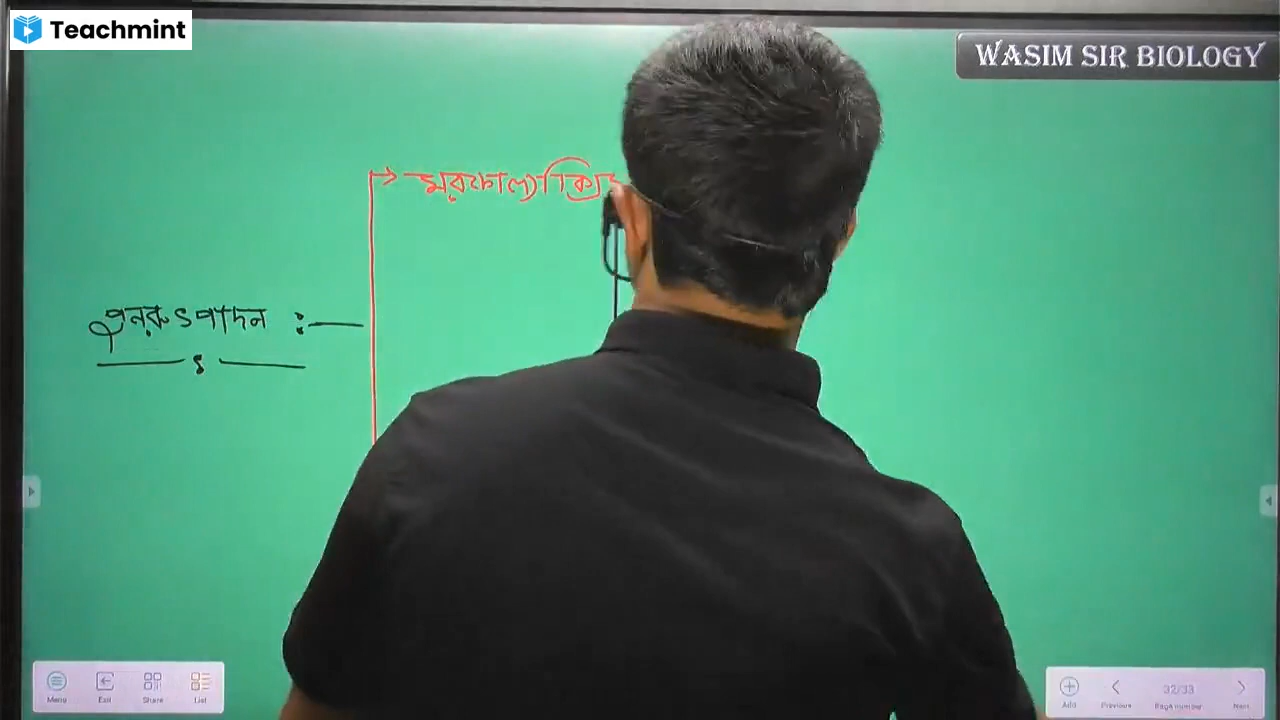 Teachmint
WASIM SIR BIOLOGY
পুনরুৎপাদন :-
Menu
Exit
Share
List
Add
Previous
32/33
Page number
Next